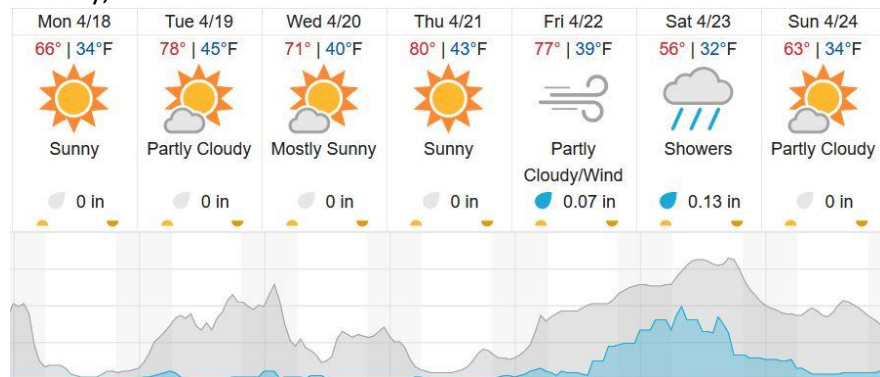 Mon 4/18 Tue 4/19 Wed 4/20 Thu 4/21 Fri 4/22 Sat 4/23 Sun 4/24
66° | 34°F 78° | 45°F 71° | 40°F 80° | 43°F 77° | 39°F 56° | 32°F 63° | 34°F
Sunny Partly Cloudy Mostly Sunny Sunny Partly Showers Partly Cloudy
Cloudy/Wind
0 in 0 in 0 in 0 in 0.07 in 0.13 in 0 in